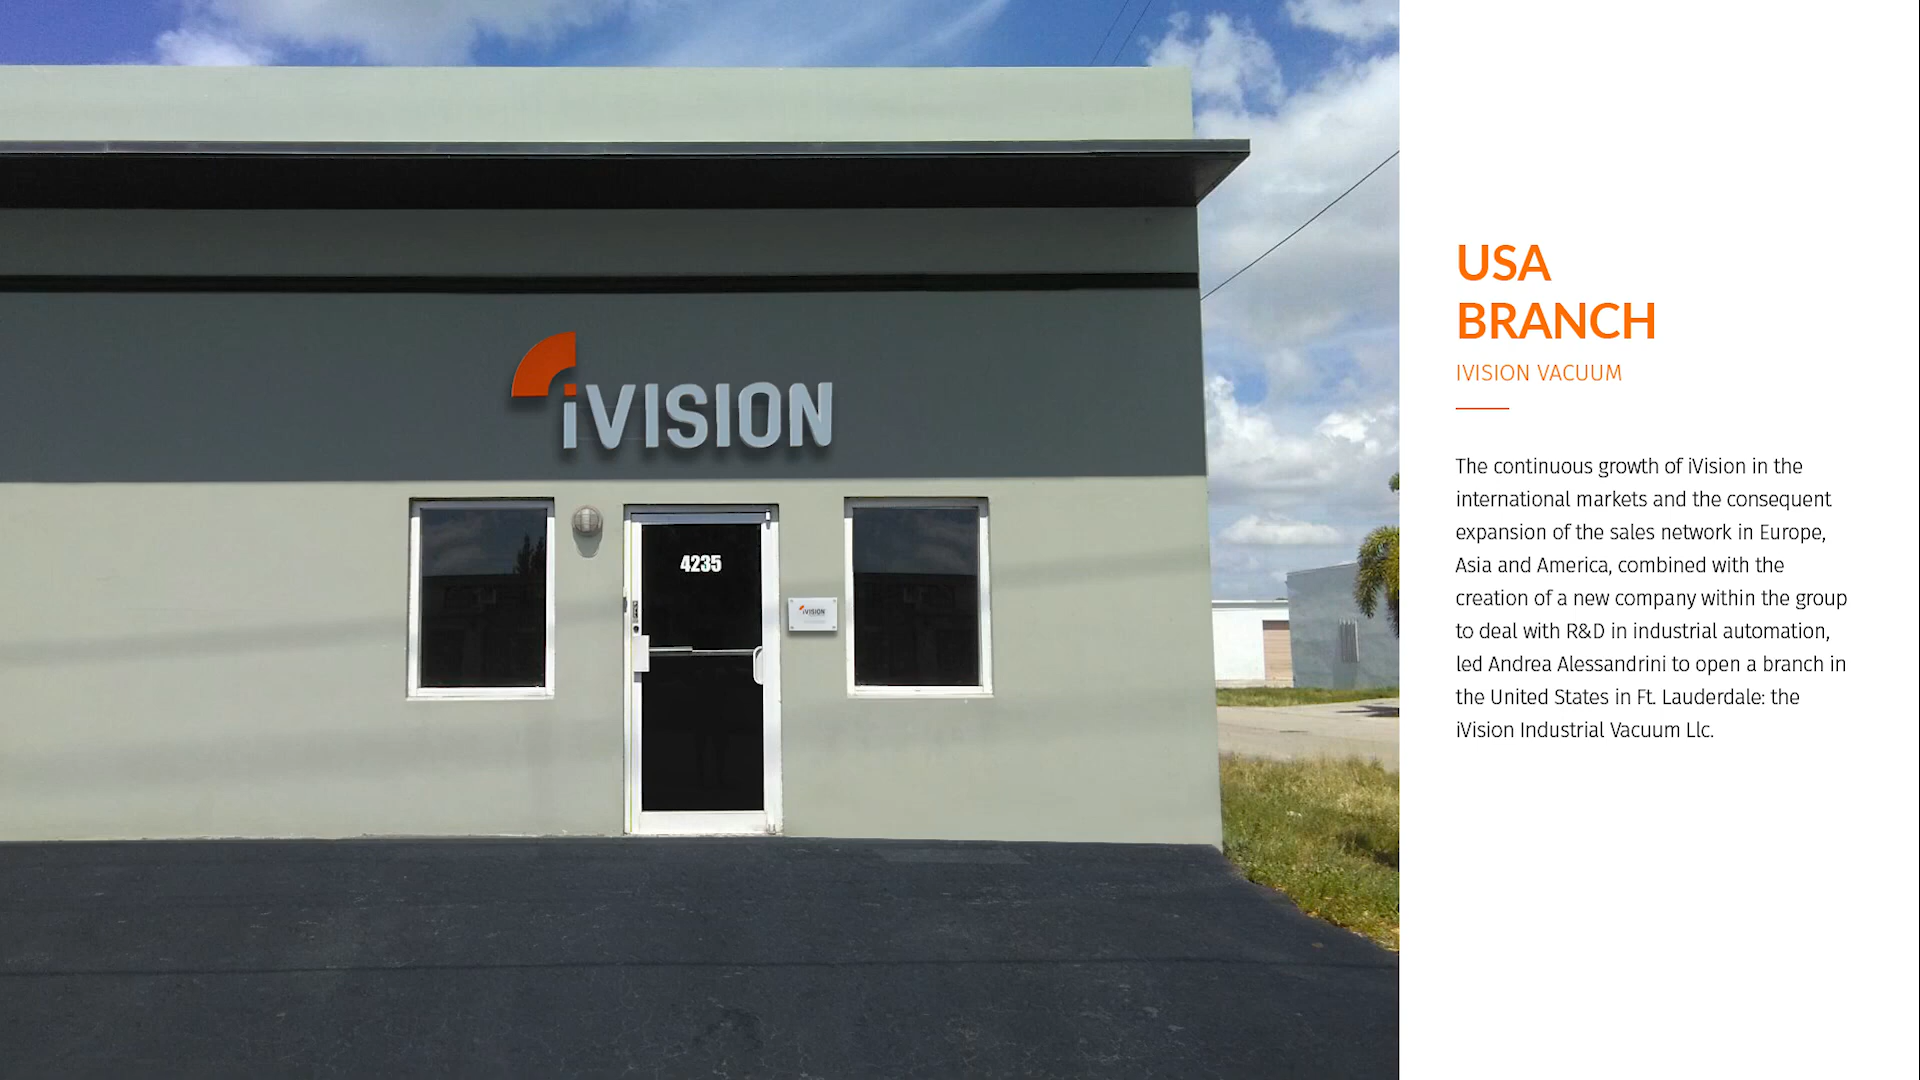 iVISION
4235
iVISION
USA
BRANCH
IVISION VACUUM
The continuous growth of iVision in the
international markets and the consequent
expansion of the sales network in Europe,
Asia and America, combined with the
creation of a new company within the group
to deal with R&D in industrial automation,
led Andrea Alessandrini to open a branch in
the United States in Ft. Lauderdale: the
iVision Industrial Vacuum Llc.